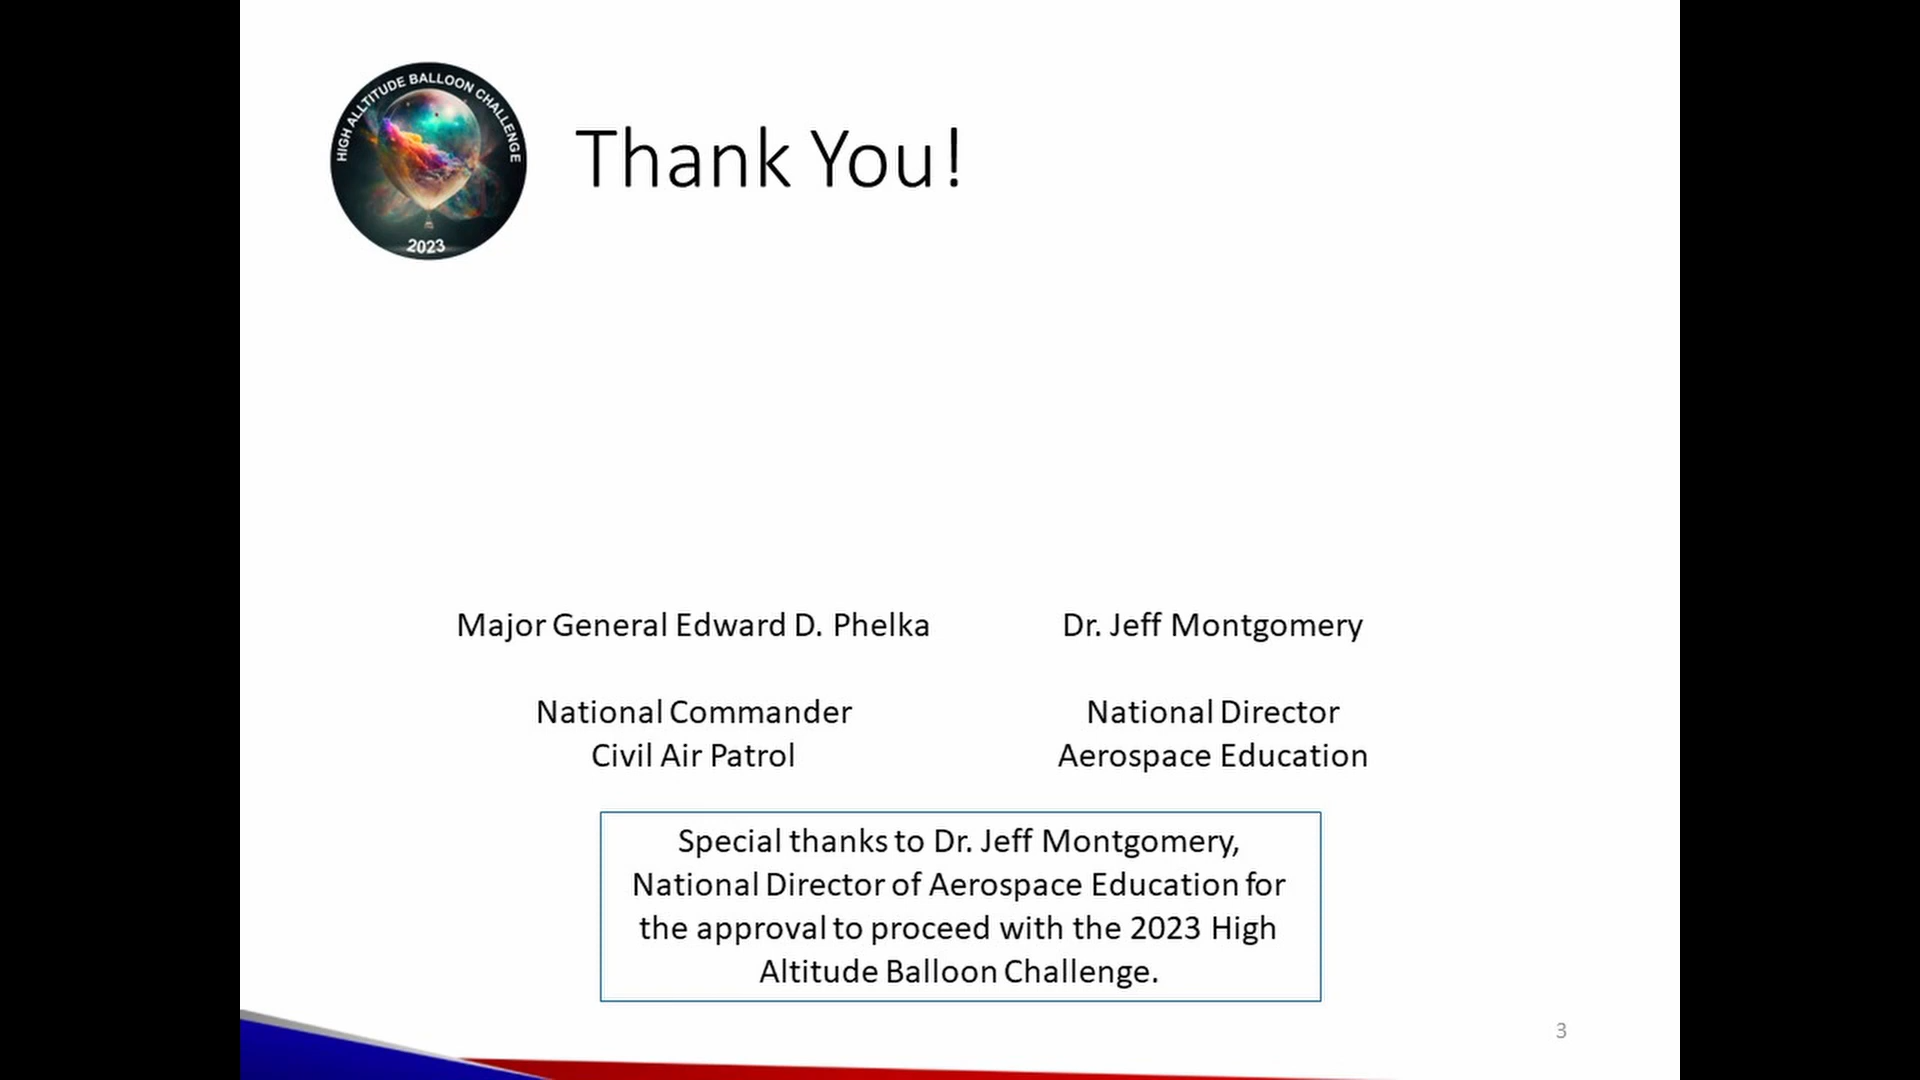 HIGH ALLTITUDE BALLOON CHALLENGE
2023
Thank You!
Major General Edward D. Phelka
National Commander
Civil Air Patrol
Dr. Jeff Montgomery
National Director
Aerospace Education
Special thanks to Dr. Jeff Montgomery,
National Director of Aerospace Education for
the approval to proceed with the 2023 High
Altitude Balloon Challenge.
3